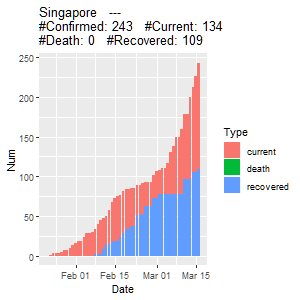 Singapore   ---
#Confirmed: 243   #Current: 134
#Death: 0   #Recovered: 109
250
200
150
100
50
0
Num
Feb 01 Feb 15 Mar 01 Mar 15
Date
Type
current
death
recovered